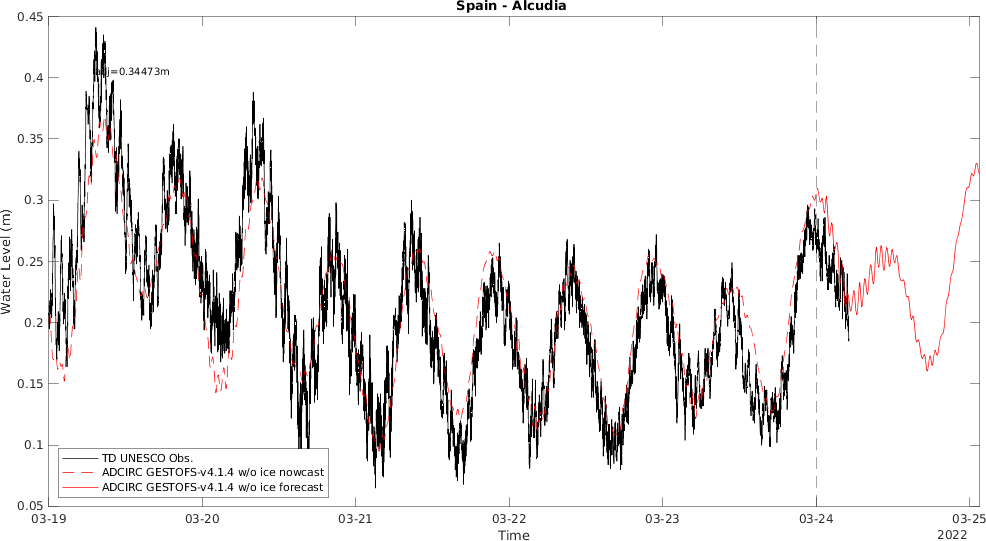 Spain - Alcudia
0.45
0.4
0.35
0.3
0.25
0.2
0.15
0.1
0.05
Water Level (m)
adj=0.34473m
TD UNESCO Obs.
ADCIRC GESTOFS-v4.1.4 w/o ice nowcast
ADCIRC GESTOFS-v4.1.4 w/o ice forecast
03-19 03-20 03-21 03-22 03-23 03-24 03-25
Time
2022